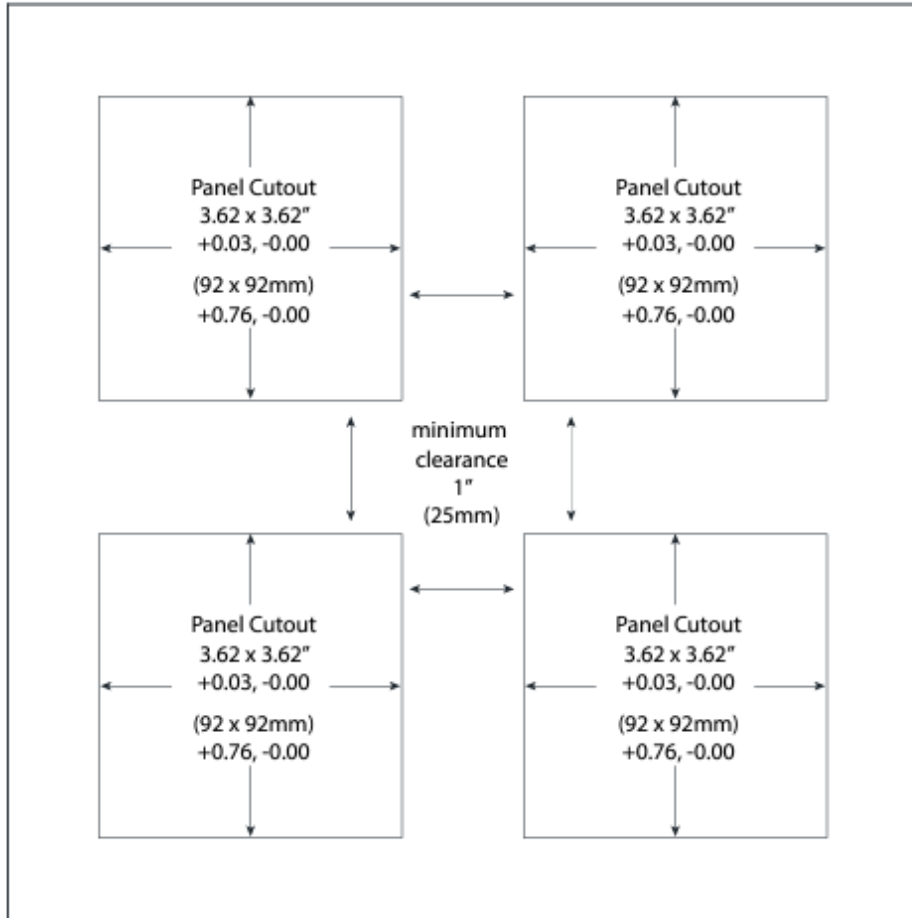 Panel Cutout
3.62 x 3.62"
+0.03, -0.00
(92 x 92mm)
+0.76, -0.00
Panel Cutout
3.62 x 3.62"
+0.03, -0.00
(92 x 92mm)
+0.76, -0.00
minimum
clearance
1"
(25mm)
Panel Cutout
3.62 x 3.62"
+0.03, -0.00
(92 x 92mm)
+0.76, -0.00
Panel Cutout
3.62 x 3.62"
+0.03, -0.00
(92 x 92mm)
+0.76, -0.00